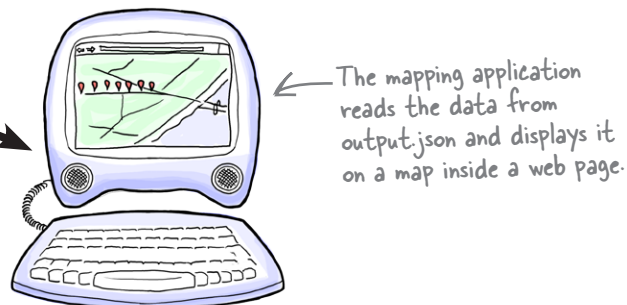 The mapping application
reads the data from
output.json and displays it
on a map inside a web page.